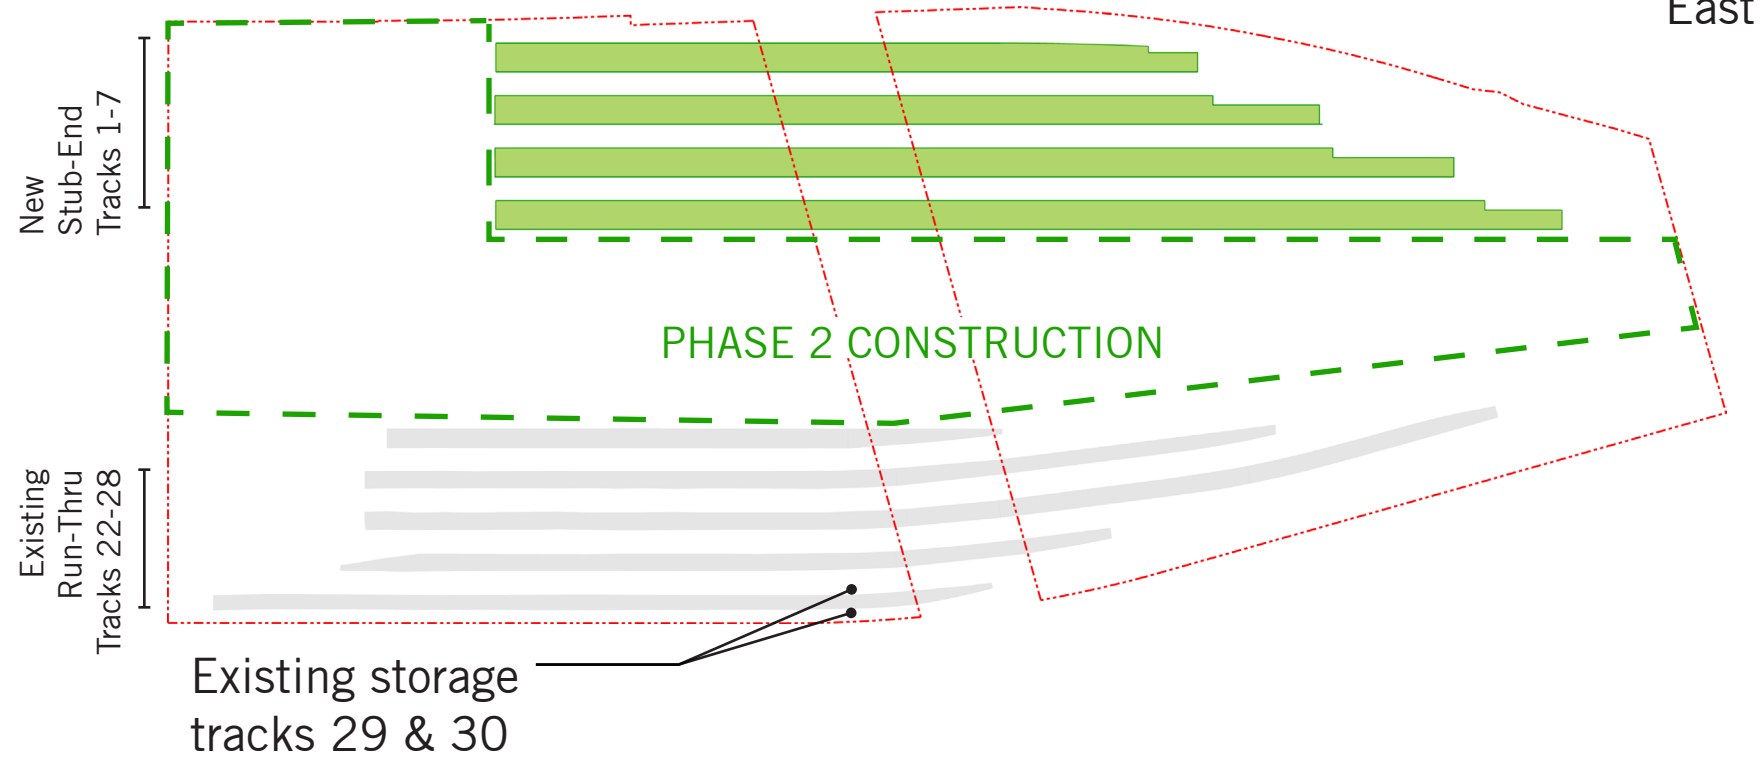 East
New
Stub-End
Tracks 1-7
PHASE 2 CONSTRUCTION
Existing
Run-Thru
Tracks 22-28
Existing storage
tracks 29 & 30